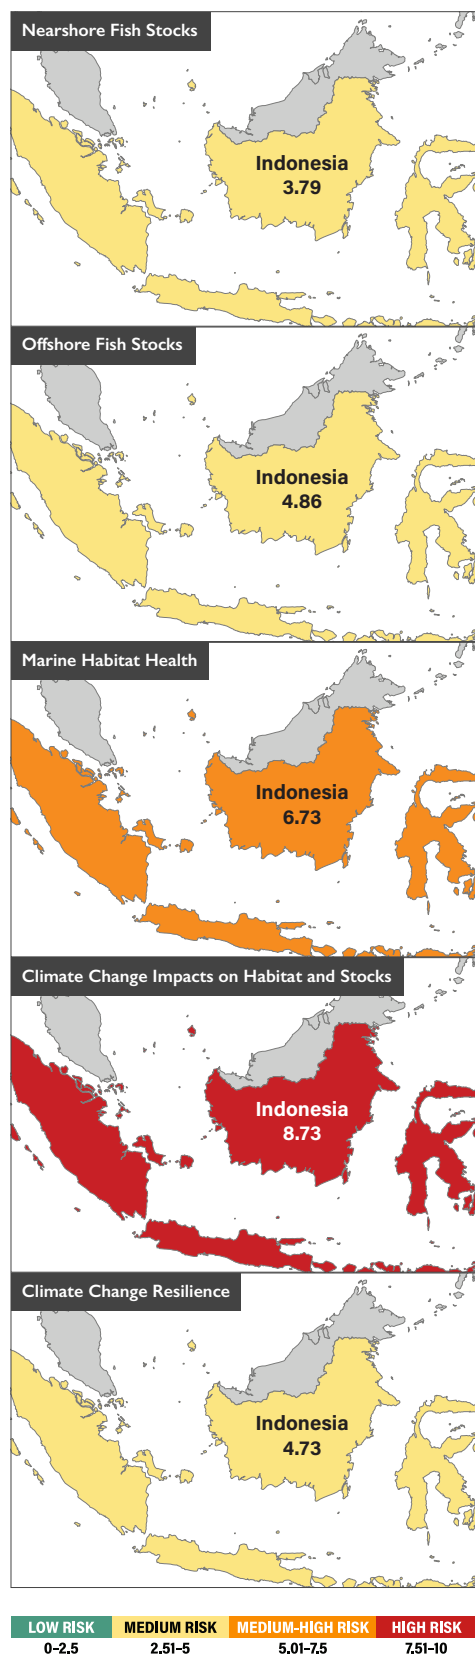 Nearshore Fish Stocks
Indonesia
3.79
Offshore Fish Stocks
Indonesia
4.86
Marine Habitat Health
Indonesia
6.73
Climate Change Impacts on Habitat and Stocks
Indonesia
8.73
Climate Change Resilience
Indonesia
4.73
LOW RISK MEDIUM RISK MEDIUM-HIGH RISK HIGH RISK
0–2.5 2.51–5 5.01–7.5 7.51–10